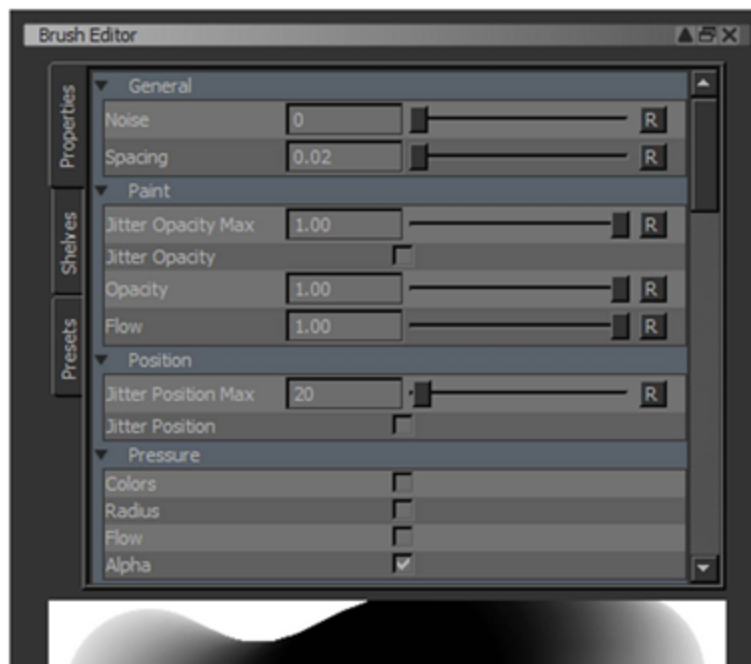 Brush Editor
Properties
Shelves
Presets
General
Noise 0 R
Spacing 0.02 R
Paint
Jitter Opacity Max 1.00 R
Jitter Opacity
Opacity 1.00 R
Flow 1.00 R
Position
Jitter Position Max 20 R
Jitter Position
Pressure
Colors
Radius
Flow
Alpha